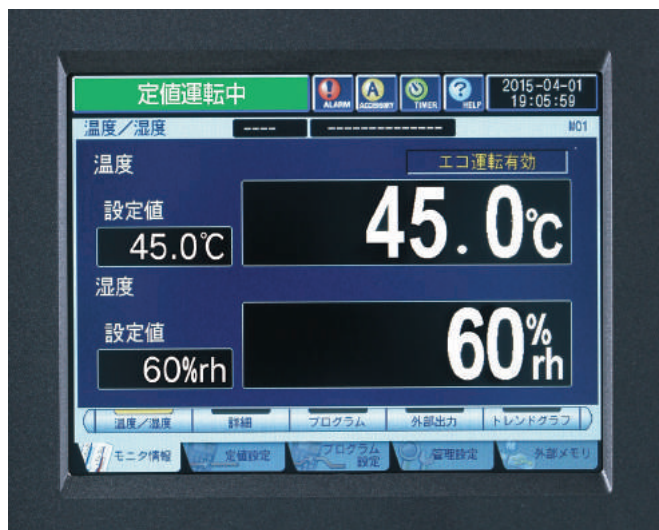 定値運転中
ALARM
ACCESSORY
TIMER
HELP
2015-04-01
19:05:59
温度／湿度
----
--------------
M01
温度
エコ運転有効
設定値
45.0℃
45.0℃
湿度
設定値
60%rh
60%rh
温度／湿度
詳細
プログラム
外部出力
トレンドグラフ
モニタ情報
定値設定
プログラム
設定
管理設定
外部メモリ